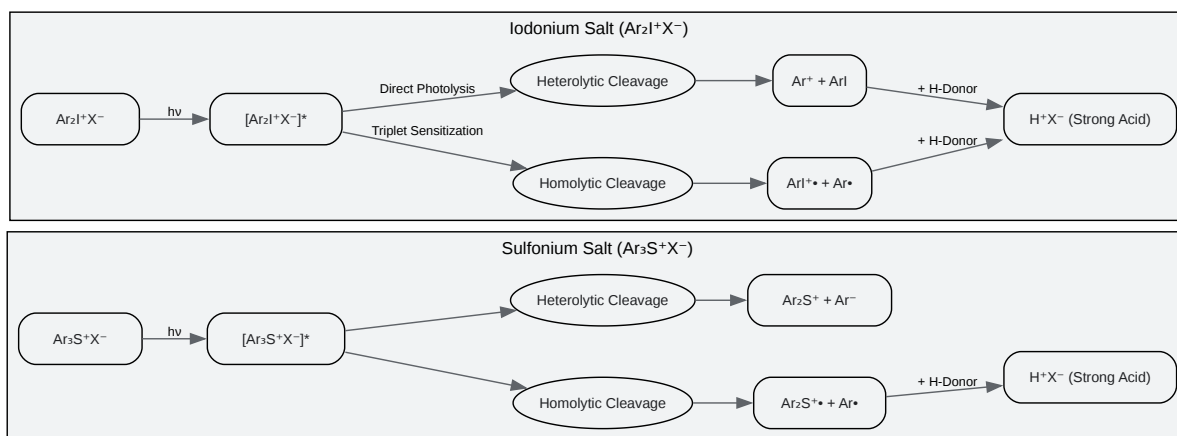 Iodonium Salt (Ar₂I⁺X⁻)
Ar₂I⁺X⁻
hν
[Ar₂I⁺X⁻]*
Direct Photolysis
Triplet Sensitization
Heterolytic Cleavage
Homolytic Cleavage
Ar⁺ + ArI
ArI⁺• + Ar•
+ H-Donor
+ H-Donor
H⁺X⁻ (Strong Acid)
Sulfonium Salt (Ar₃S⁺X⁻)
Ar₃S⁺X⁻
hν
[Ar₃S⁺X⁻]*
Heterolytic Cleavage
Homolytic Cleavage
Ar₂S⁺ + Ar⁻
Ar₂S⁺• + Ar•
+ H-Donor
H⁺X⁻ (Strong Acid)